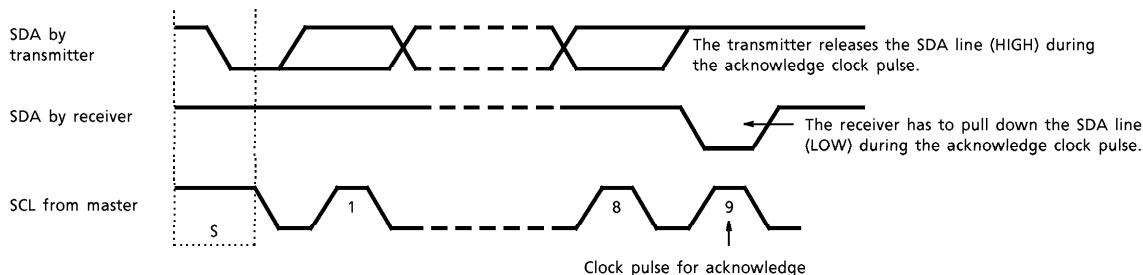 SDA by
transmitter
The transmitter releases the SDA line (HIGH) during
the acknowledge clock pulse.
SDA by receiver
The receiver has to pull down the SDA line
(LOW) during the acknowledge clock pulse.
SCL from master
S
1
8
9
Clock pulse for acknowledge